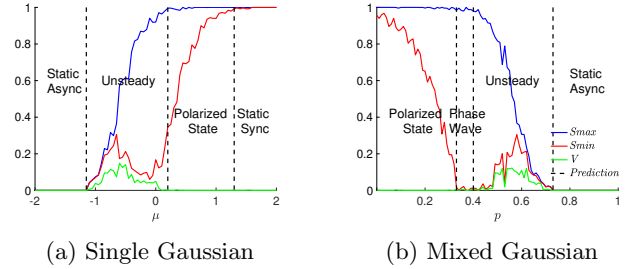 1
0.8
0.6
0.4
0.2
0
Static
Async
Unsteady
Polarized
State
Static
Sync
-2 -1 0 1 2
μ
(a) Single Gaussian
1
0.8
0.6
0.4
0.2
0
Polarized
State
Phase
Wave
Unsteady
Static
Async
Smax
Smin
V
Prediction
0 0.2 0.4 0.6 0.8 1
p
(b) Mixed Gaussian